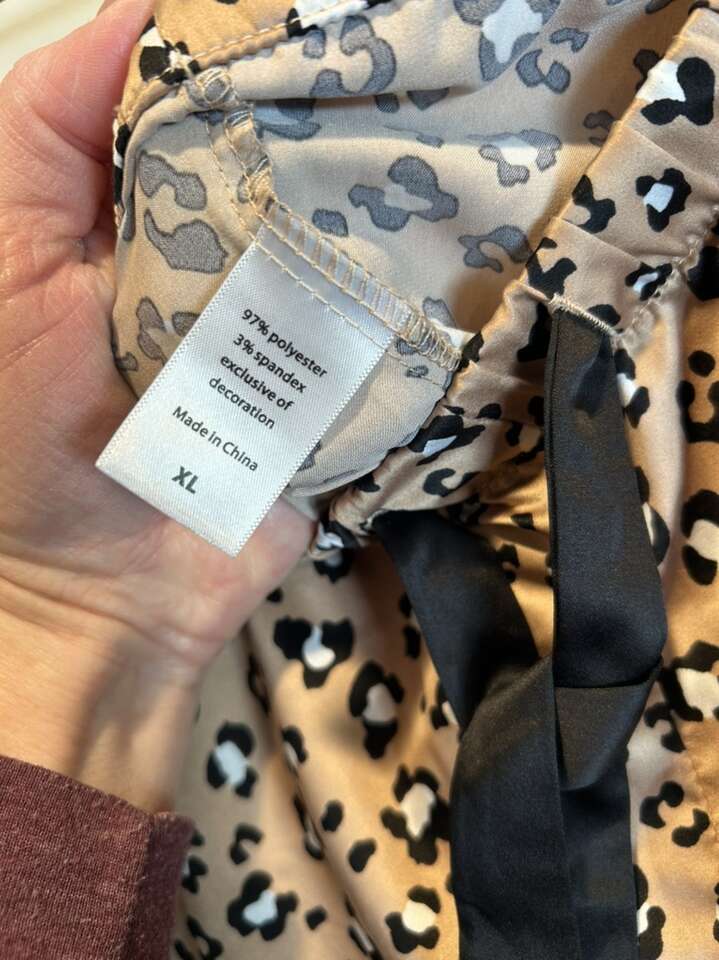 97% polyester
3% spandex
exclusive of
decoration
Made in China
XL